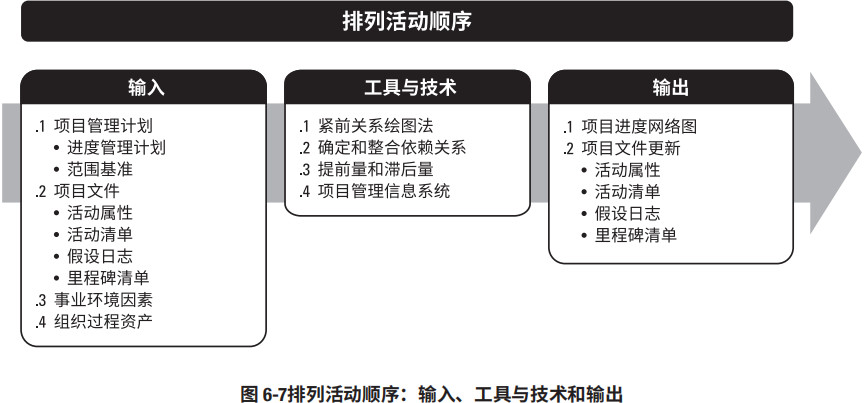 排列活动顺序
输入
.1 项目管理计划
• 进度管理计划
• 范围基准
.2 项目文件
• 活动属性
• 活动清单
• 假设日志
• 里程碑清单
.3 事业环境因素
.4 组织过程资产
工具与技术
.1 紧前关系绘图法
.2 确定和整合依赖关系
.3 提前量和滞后量
.4 项目管理信息系统
输出
.1 项目进度网络图
.2 项目文件更新
• 活动属性
• 活动清单
• 假设日志
• 里程碑清单
图 6-7排列活动顺序：输入、工具与技术和输出